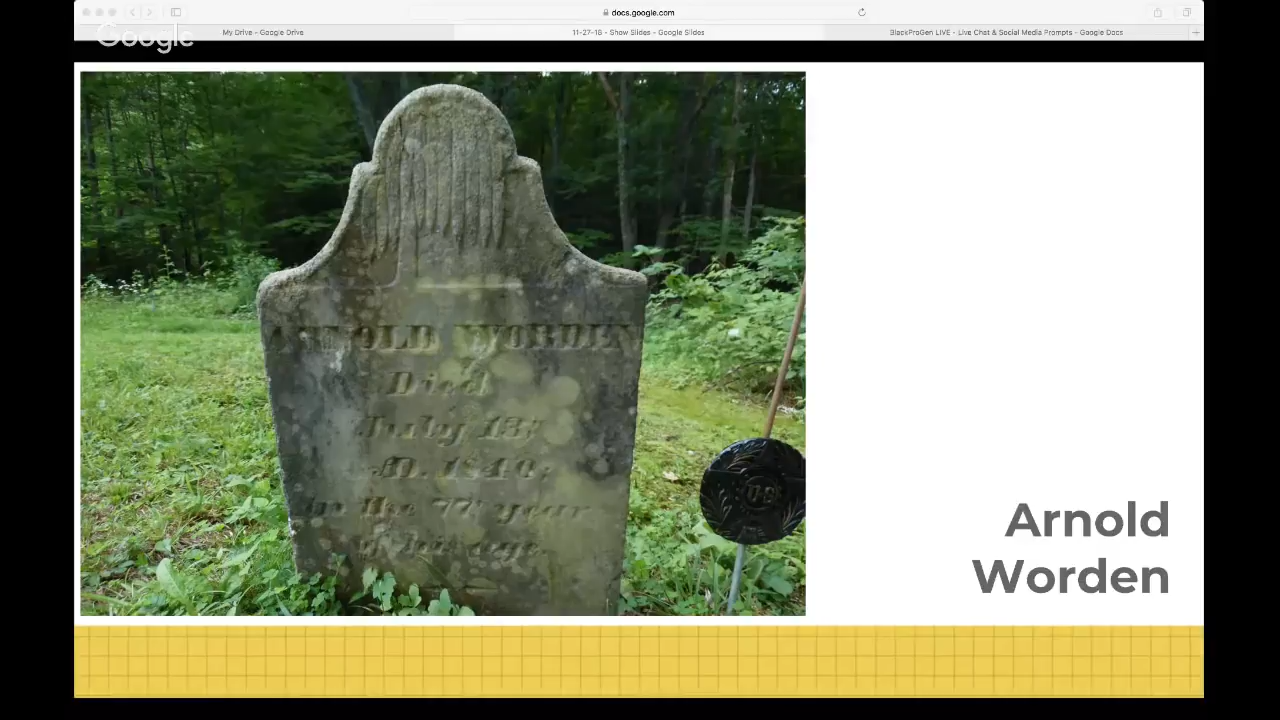 docs.google.com
Google
My Drive - Google Drive
11-27-16 - Show Slides - Google Slides
BlackProGen LIVE - Live Chat & Social Media Prompts - Google Docs
ARNOLD WORDEN
Died
July 13,
1840;
in the 77 year
of his age.
US
Arnold
Worden